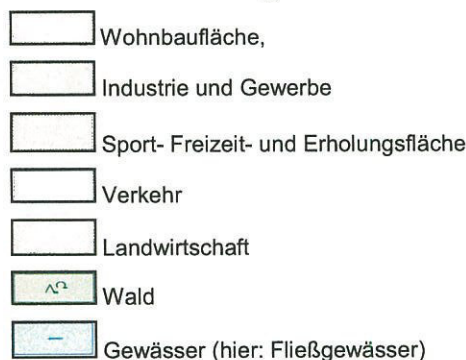 Wohnbaufläche,
Industrie und Gewerbe
Sport- Freizeit- und Erholungsfläche
Verkehr
Landwirtschaft
Wald
Gewässer (hier: Fließgewässer)